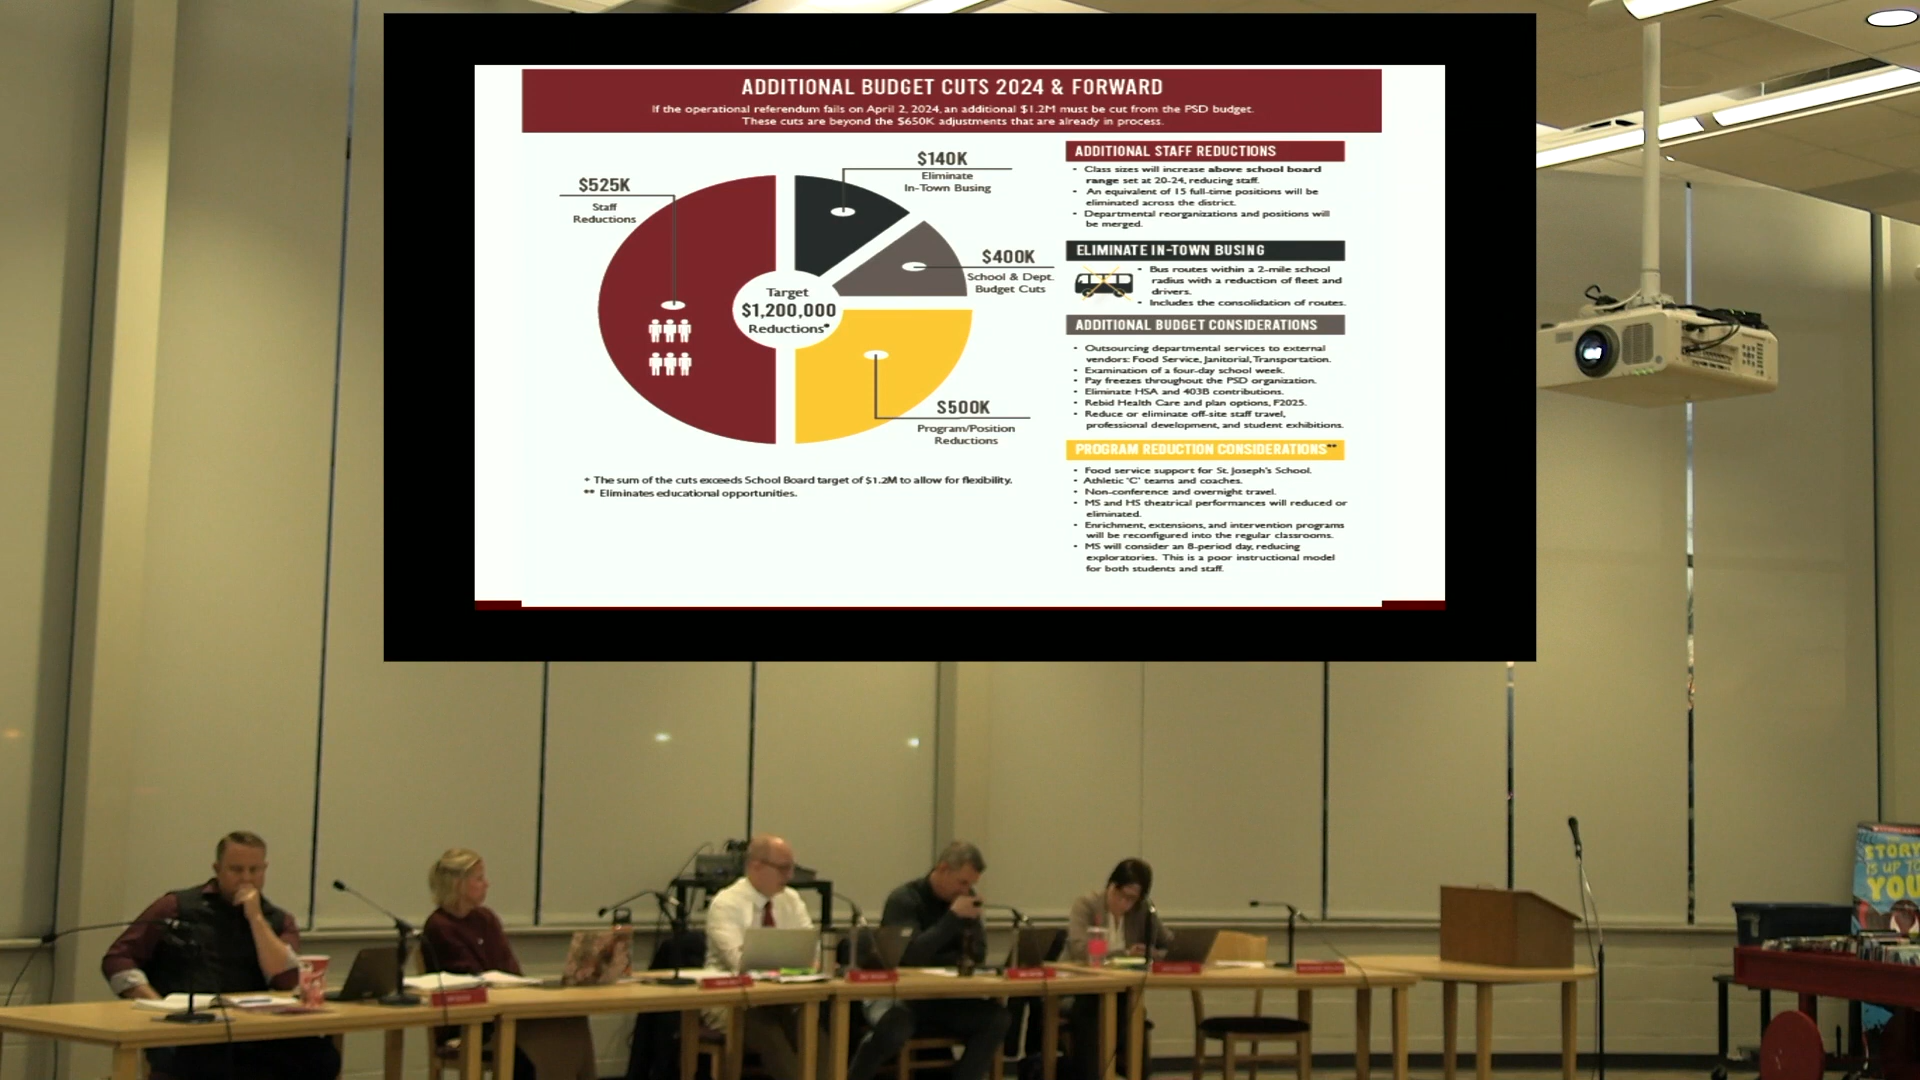 ADDITIONAL BUDGET CUTS 2024 & FORWARD
If the operational referendum fails on April 2, 2024, an additional $1.2M must be cut from the PSD budget.
These cuts are beyond the $650K adjustments that are already in process.
$525K
Staff
Reductions
$140K
Eliminate
In-Town Busing
$400K
School & Dept.
Budget Cuts
Target
$1,200,000
Reductions*
$500K
Program/Position
Reductions
* The sum of the cuts exceeds School Board target of $1.2M to allow for flexibility.
** Eliminates educational opportunities.
ADDITIONAL STAFF REDUCTIONS
• Class sizes will increase above school board
range set at 20-24, reducing staff.
• An equivalent of 15 full-time positions will be
eliminated across the district.
• Departmental reorganizations and positions will
be merged.
ELIMINATE IN-TOWN BUSING
• Bus routes within a 2-mile school
radius with a reduction of fleet and
drivers.
• Includes the consolidation of routes.
ADDITIONAL BUDGET CONSIDERATIONS
• Outsourcing departmental services to external
vendors: Food Service, Janitorial, Transportation.
• Examination of a four-day school week.
• Pay freezes throughout the PSD organization.
• Eliminate HSA and 403B contributions.
• Rebid Health Care and plan options, F2025.
• Reduce or eliminate off-site staff travel,
professional development, and student exhibitions.
PROGRAM REDUCTION CONSIDERATIONS**
• Food service support for St. Joseph's School.
• Athletic 'C' teams and coaches.
• Non-conference and overnight travel.
• MS and HS theatrical performances will reduced or
eliminated.
• Enrichment, extensions, and intervention programs
will be reconfigured into the regular classrooms.
• MS will consider an 8-period day, reducing
exploratories. This is a poor instructional model
for both students and staff.
STORY
IS UP TO
YOU